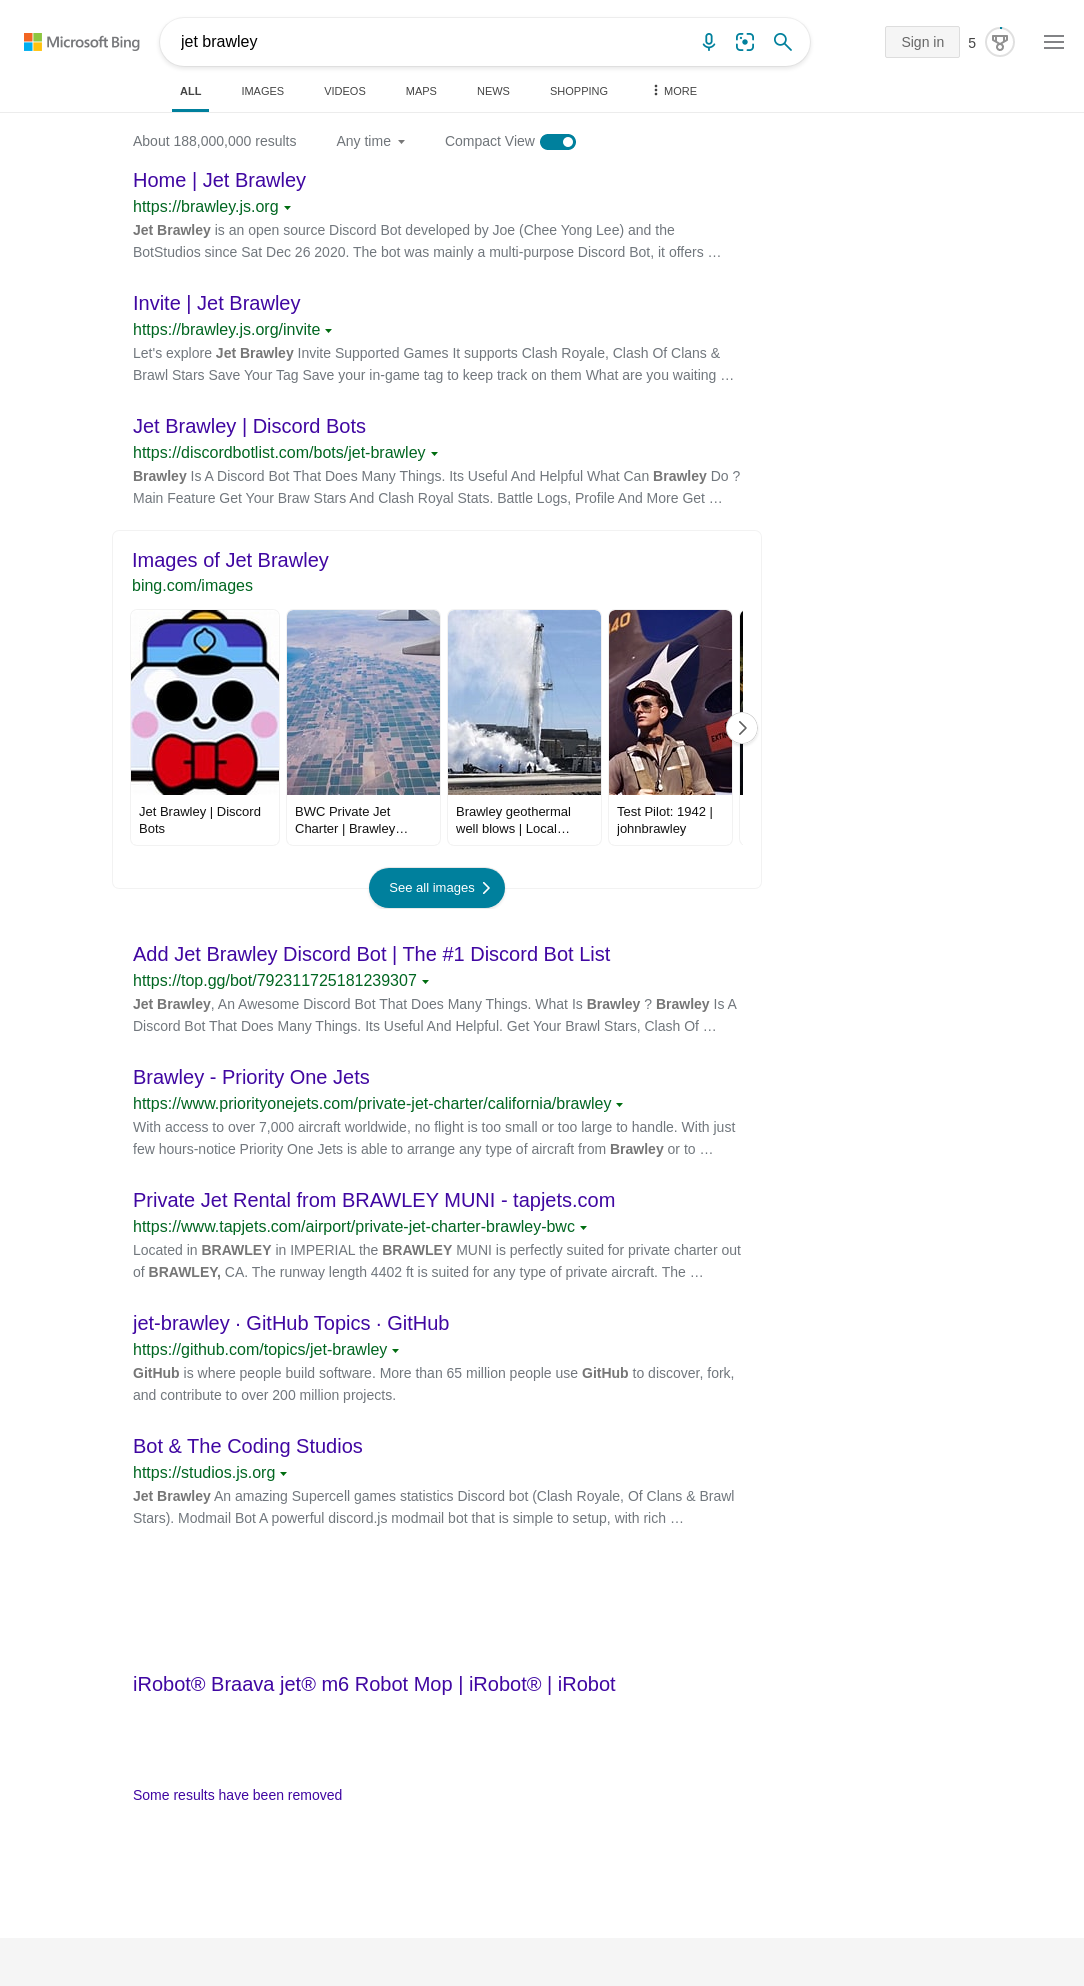 Microsoft Bing
jet brawley
Sign in
5
ALL
IMAGES
VIDEOS
MAPS
NEWS
SHOPPING
MORE
About 188,000,000 results
Any time
Compact View
Home | Jet Brawley
https://brawley.js.org
Jet Brawley is an open source Discord Bot developed by Joe (Chee Yong Lee) and the
BotStudios since Sat Dec 26 2020. The bot was mainly a multi-purpose Discord Bot, it offers …
Invite | Jet Brawley
https://brawley.js.org/invite
Let's explore Jet Brawley Invite Supported Games It supports Clash Royale, Clash Of Clans &
Brawl Stars Save Your Tag Save your in-game tag to keep track on them What are you waiting …
Jet Brawley | Discord Bots
https://discordbotlist.com/bots/jet-brawley
Brawley Is A Discord Bot That Does Many Things. Its Useful And Helpful What Can Brawley Do ?
Main Feature Get Your Braw Stars And Clash Royal Stats. Battle Logs, Profile And More Get …
Images of Jet Brawley
bing.com/images
40
EXTIN
Jet Brawley | Discord
Bots
BWC Private Jet
Charter | Brawley…
Brawley geothermal
well blows | Local…
Test Pilot: 1942 |
johnbrawley
See all images
Add Jet Brawley Discord Bot | The #1 Discord Bot List
https://top.gg/bot/792311725181239307
Jet Brawley, An Awesome Discord Bot That Does Many Things. What Is Brawley ? Brawley Is A
Discord Bot That Does Many Things. Its Useful And Helpful. Get Your Brawl Stars, Clash Of …
Brawley - Priority One Jets
https://www.priorityonejets.com/private-jet-charter/california/brawley
With access to over 7,000 aircraft worldwide, no flight is too small or too large to handle. With just
few hours-notice Priority One Jets is able to arrange any type of aircraft from Brawley or to …
Private Jet Rental from BRAWLEY MUNI - tapjets.com
https://www.tapjets.com/airport/private-jet-charter-brawley-bwc
Located in BRAWLEY in IMPERIAL the BRAWLEY MUNI is perfectly suited for private charter out
of BRAWLEY, CA. The runway length 4402 ft is suited for any type of private aircraft. The …
jet-brawley · GitHub Topics · GitHub
https://github.com/topics/jet-brawley
GitHub is where people build software. More than 65 million people use GitHub to discover, fork,
and contribute to over 200 million projects.
Bot & The Coding Studios
https://studios.js.org
Jet Brawley An amazing Supercell games statistics Discord bot (Clash Royale, Of Clans & Brawl
Stars). Modmail Bot A powerful discord.js modmail bot that is simple to setup, with rich …
iRobot® Braava jet® m6 Robot Mop | iRobot® | iRobot
Some results have been removed